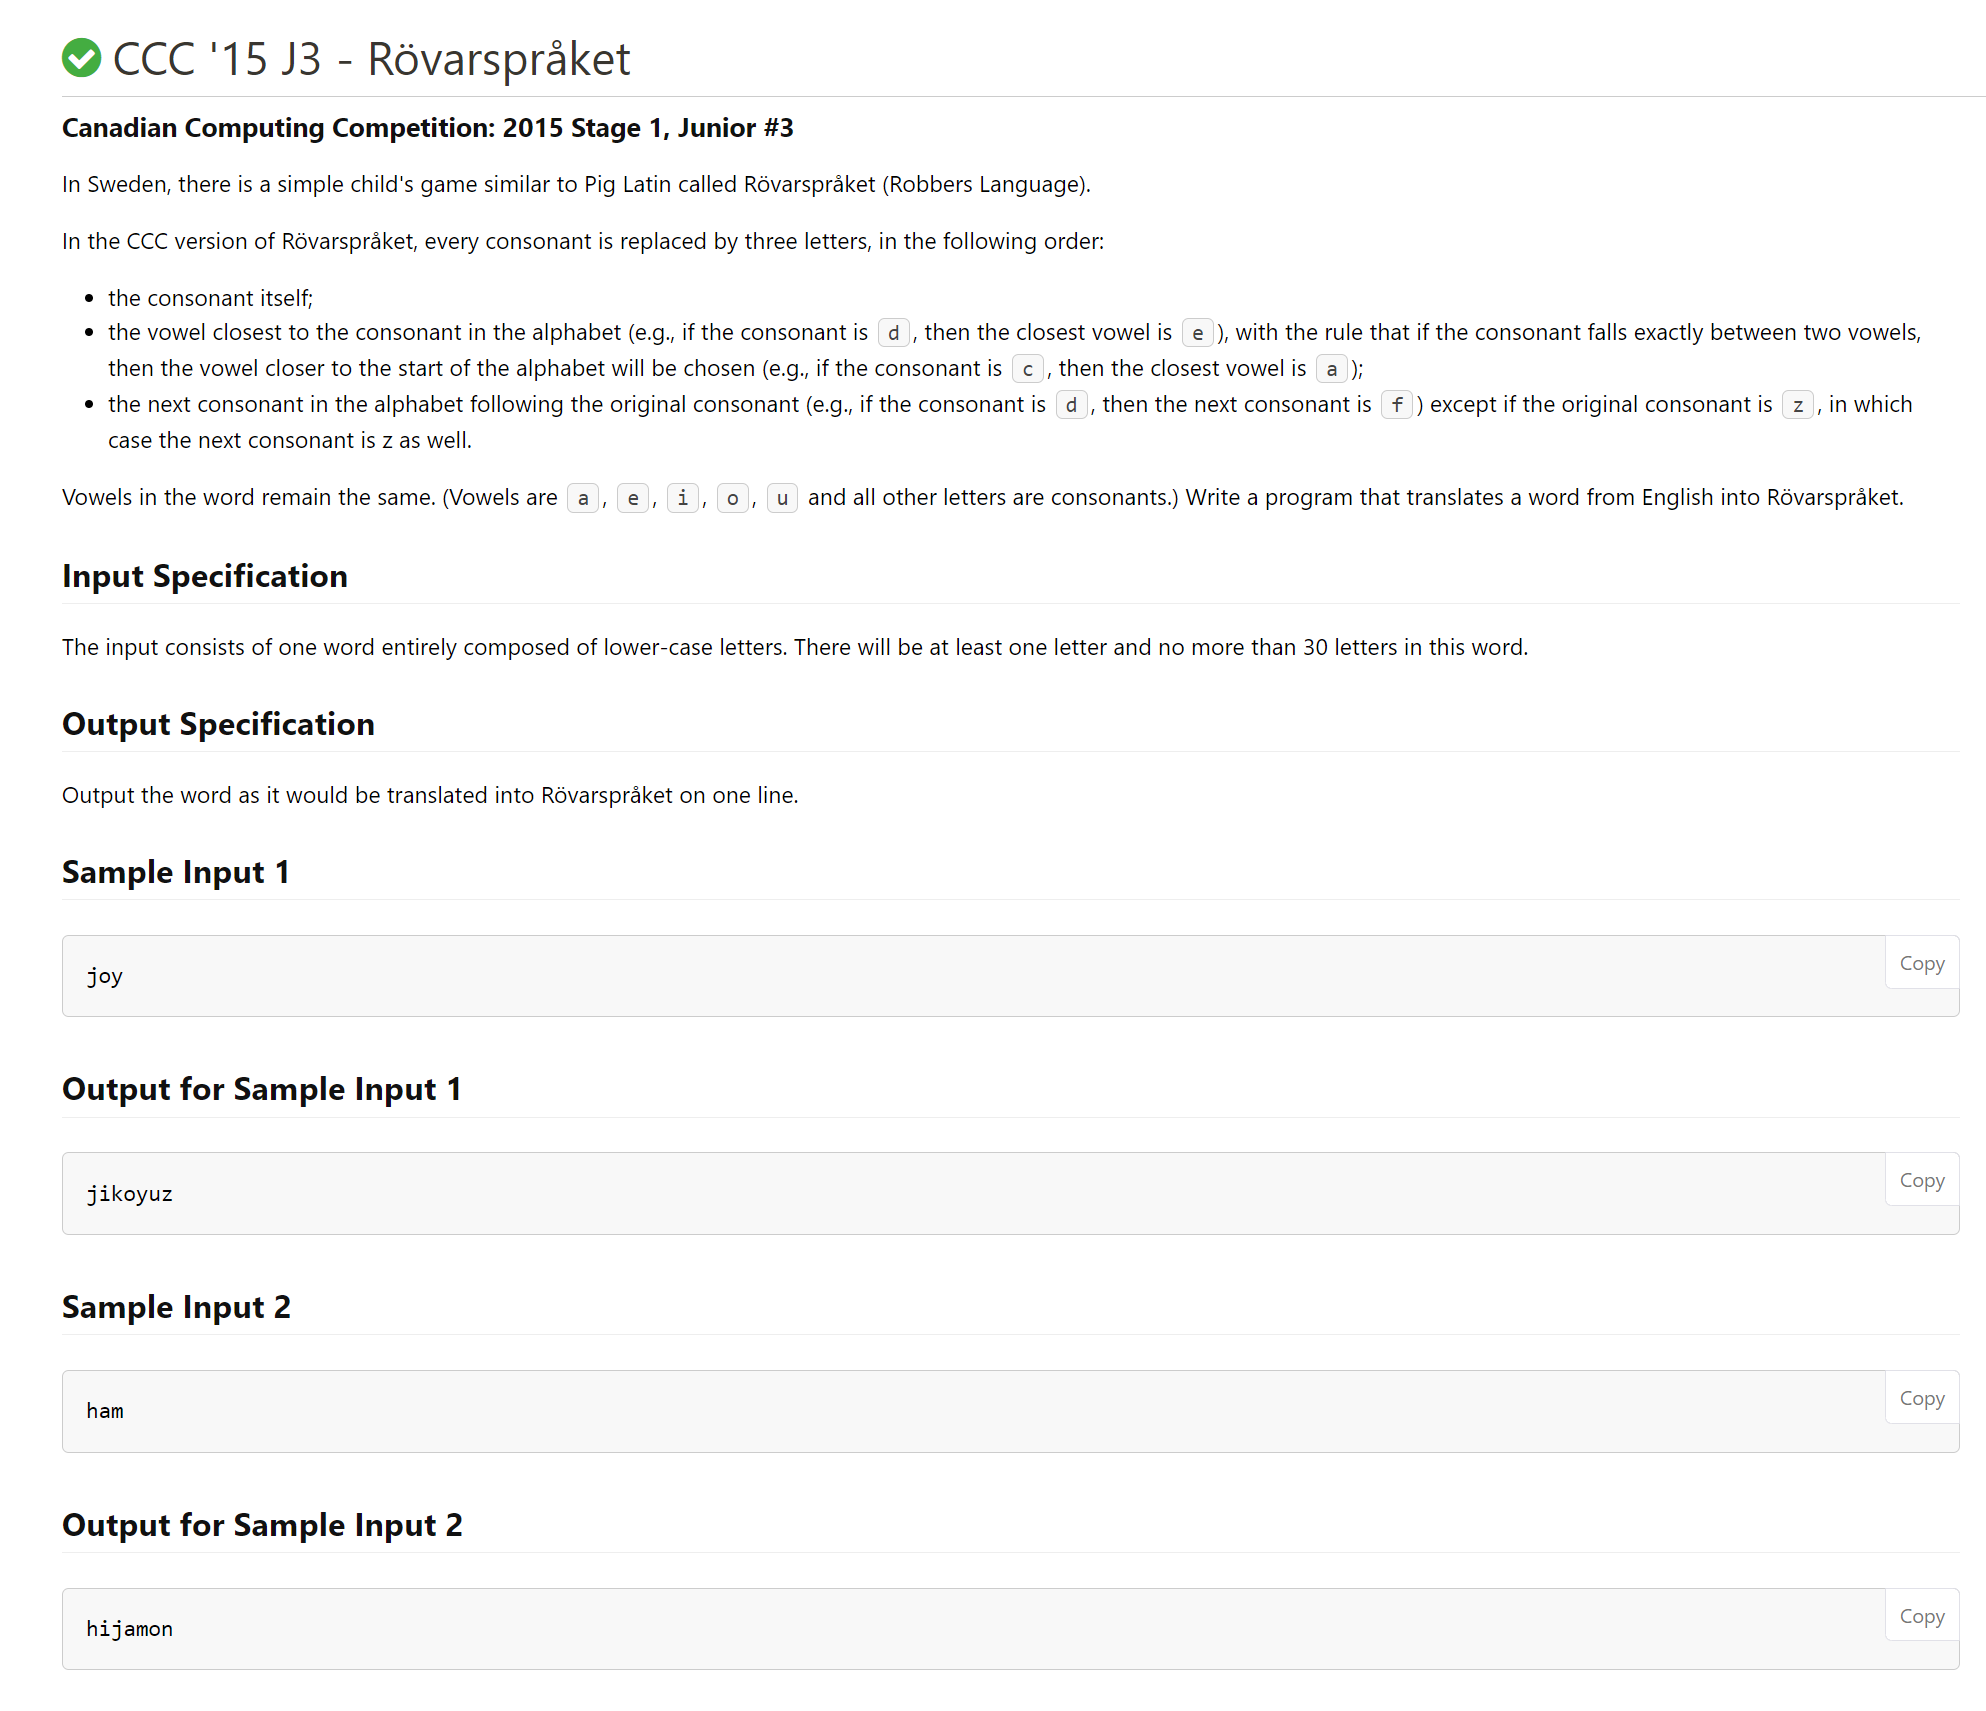 CCC '15 J3 - Rövarspråket
Canadian Computing Competition: 2015 Stage 1, Junior #3
In Sweden, there is a simple child's game similar to Pig Latin called Rövarspråket (Robbers Language).
In the CCC version of Rövarspråket, every consonant is replaced by three letters, in the following order:
• the consonant itself;
• the vowel closest to the consonant in the alphabet (e.g., if the consonant is d, then the closest vowel is e), with the rule that if the consonant falls exactly between two vowels,
then the vowel closer to the start of the alphabet will be chosen (e.g., if the consonant is c, then the closest vowel is a);
• the next consonant in the alphabet following the original consonant (e.g., if the consonant is d, then the next consonant is f) except if the original consonant is z, in which
case the next consonant is z as well.
Vowels in the word remain the same. (Vowels are a, e, i, o, u and all other letters are consonants.) Write a program that translates a word from English into Rövarspråket.
Input Specification
The input consists of one word entirely composed of lower-case letters. There will be at least one letter and no more than 30 letters in this word.
Output Specification
Output the word as it would be translated into Rövarspråket on one line.
Sample Input 1
Copy
joy
Output for Sample Input 1
Copy
jikoyuz
Sample Input 2
Copy
ham
Output for Sample Input 2
Copy
hijamon